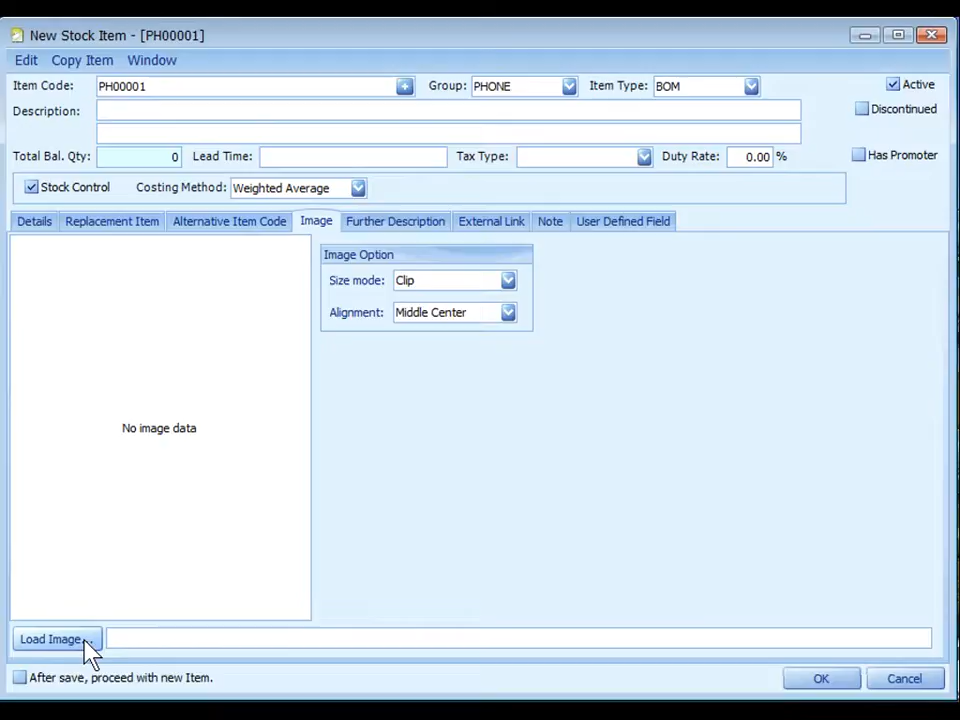 New Stock Item - [PH00001]
Edit Copy Item Window
Item Code: PH00001 Group: PHONE Item Type: BOM Active
Description: Discontinued
Total Bal. Qty: 0 Lead Time: Tax Type: Duty Rate: 0.00 % Has Promoter
Stock Control Costing Method: Weighted Average
Details Replacement Item Alternative Item Code Image Further Description External Link Note User Defined Field
Image Option
Size mode: Clip
Alignment: Middle Center
No image data
Load Image...
After save, proceed with new Item. OK Cancel